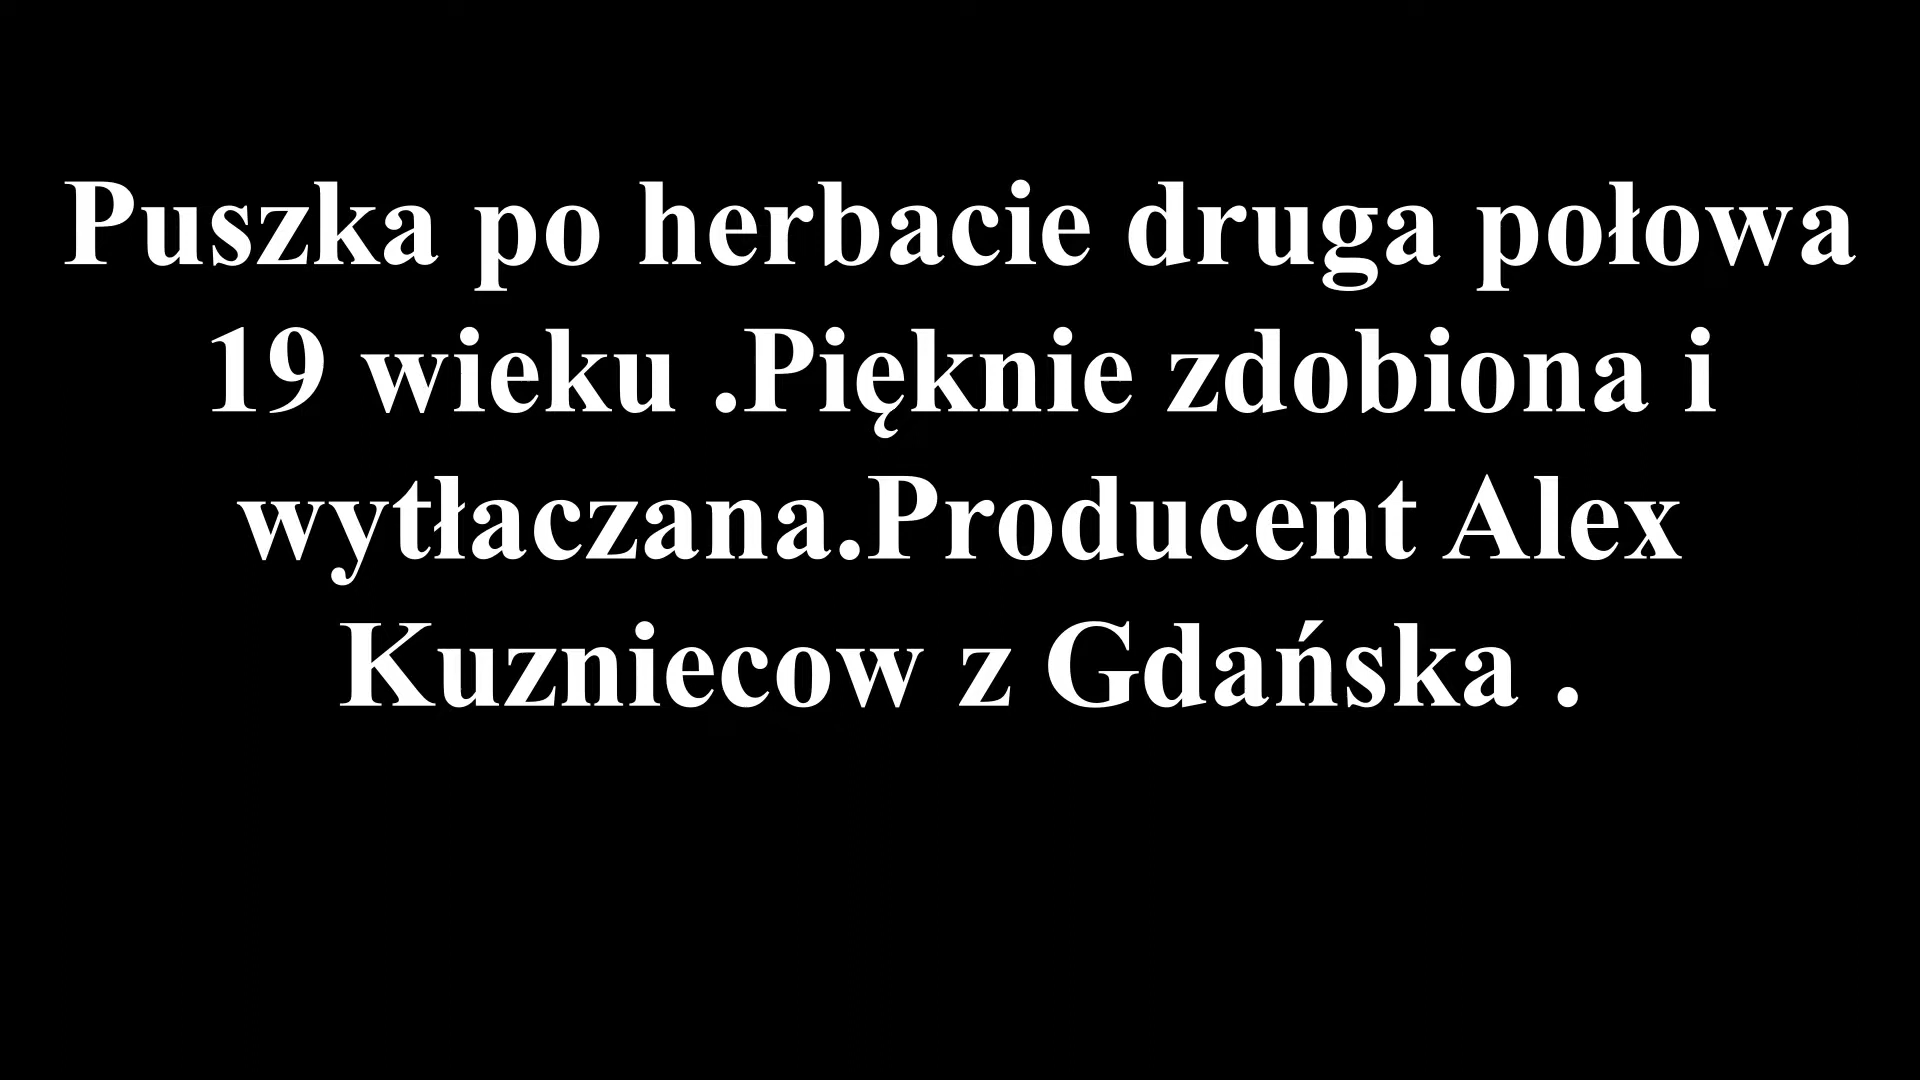 Puszka po herbacie druga połowa
19 wieku .Pięknie zdobiona i
wytłaczana.Producent Alex
Kuzniecow z Gdańska .